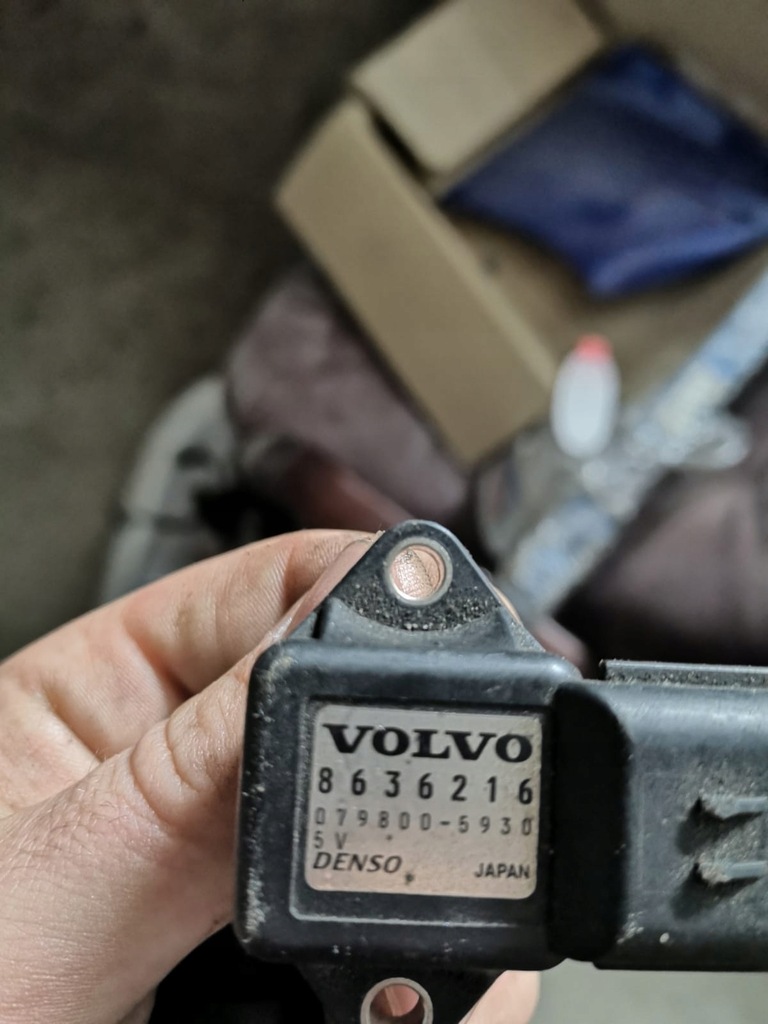 VOLVO
8636216
079800-5930
5V
DENSO JAPAN